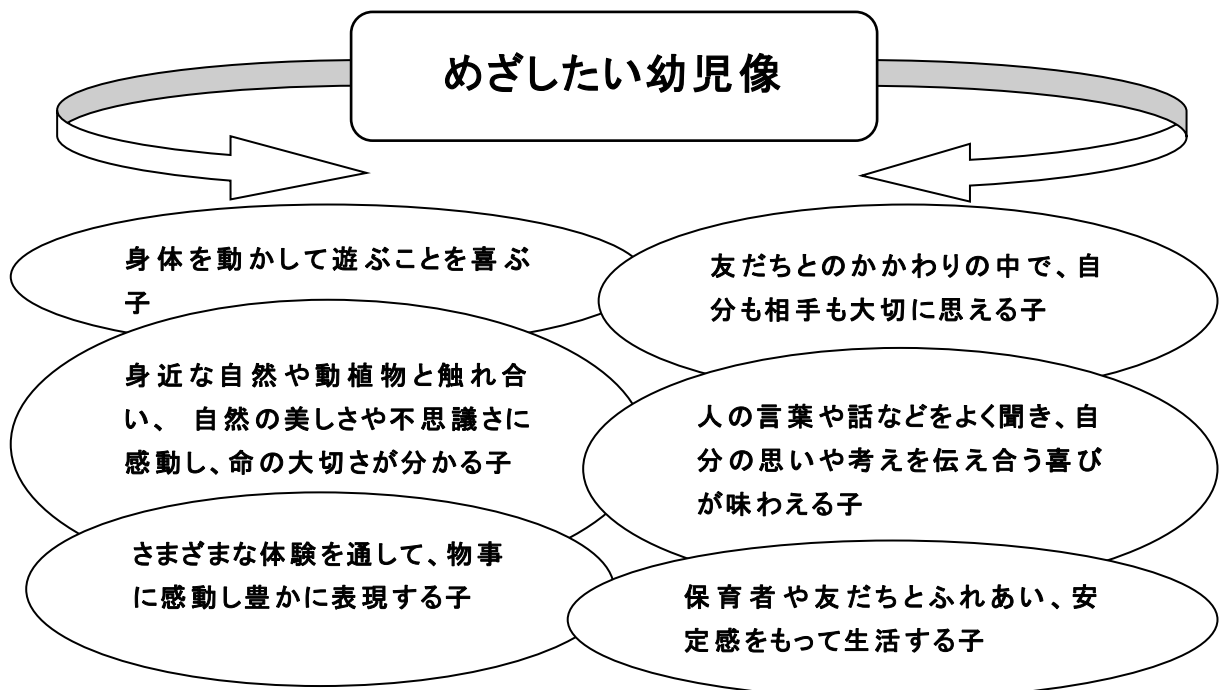 めざしたい幼児像
身体を動かして遊ぶことを喜ぶ
子
身近な自然や動植物と触れ合
い、 自然の美しさや不思議さに
感動し、命の大切さが分かる子
さまざまな体験を通して、物事
に感動し豊かに表現する子
友だちとのかかわりの中で、自
分も相手も大切に思える子
人の言葉や話などをよく聞き、自
分の思いや考えを伝え合う喜び
が味わえる子
保育者や友だちとふれあい、安
定感をもって生活する子